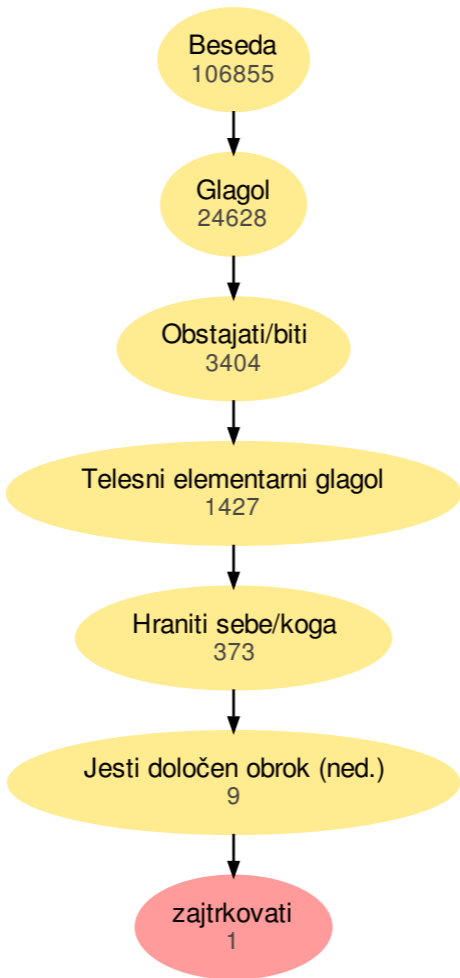 Beseda
106855
Glagol
24628
Obstajati/biti
3404
Telesni elementarni glagol
1427
Hraniti sebe/koga
373
Jesti določen obrok (ned.)
9
zajtrkovati
1